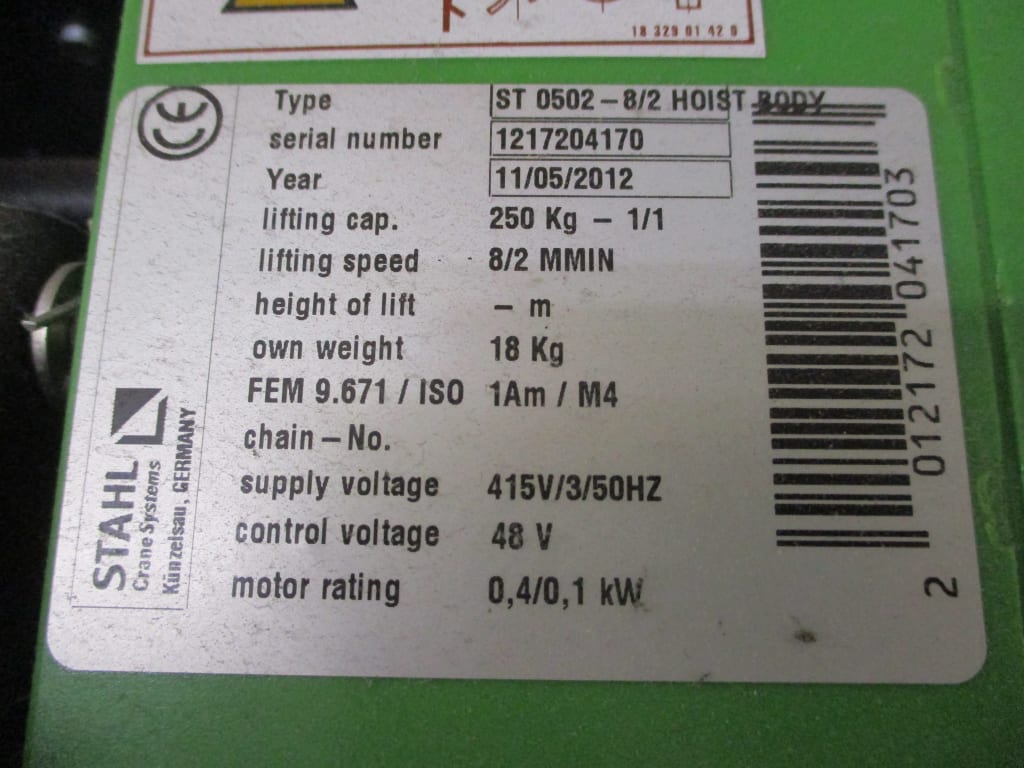 18 329 01 42 0
CE
Type ST 0502 – 8/2 HOIST BODY
serial number 1217204170
Year 11/05/2012
lifting cap. 250 Kg – 1/1
lifting speed 8/2 MMIN
height of lift – m
own weight 18 Kg
FEM 9.671 / ISO 1Am / M4
chain – No.
supply voltage 415V/3/50HZ
control voltage 48 V
motor rating 0,4/0,1 kW
STAHL
Crane Systems
Künzelsau, GERMANY
2 012172 041703